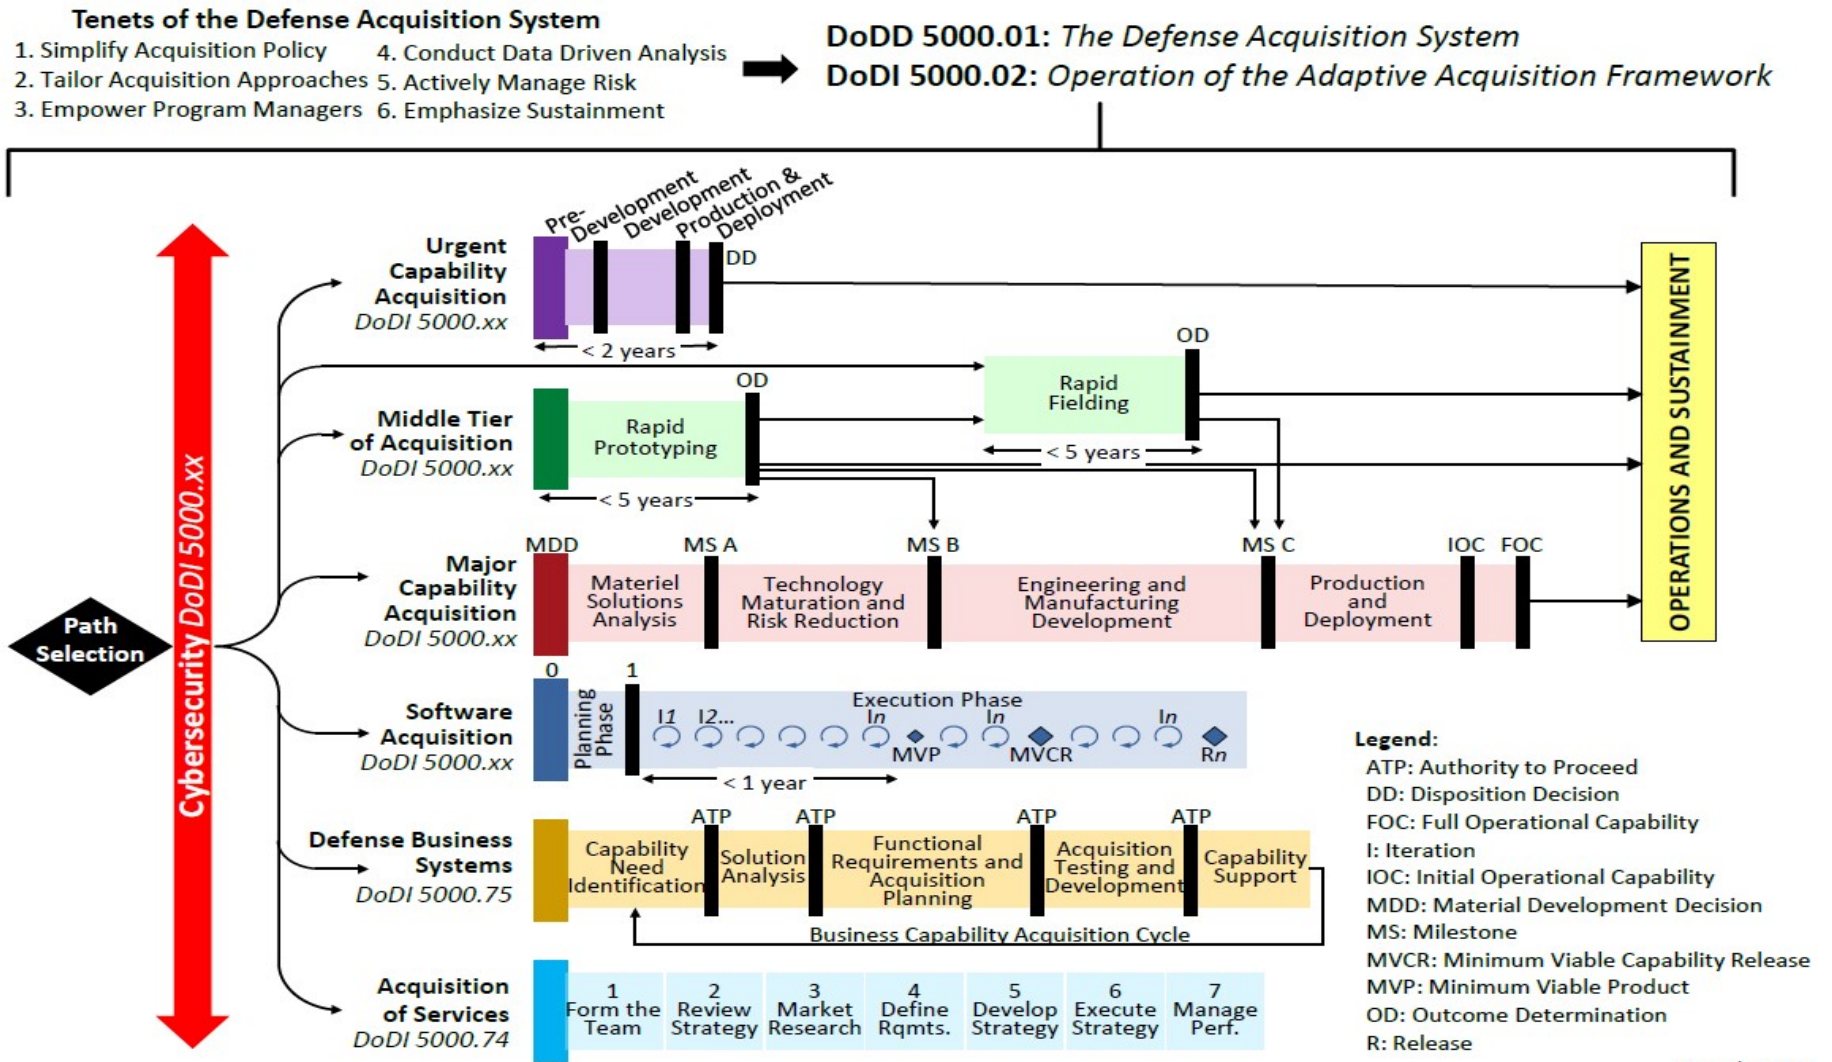 Tenets of the Defense Acquisition System
1. Simplify Acquisition Policy
2. Tailor Acquisition Approaches
3. Empower Program Managers
4. Conduct Data Driven Analysis
5. Actively Manage Risk
6. Emphasize Sustainment
DoDD 5000.01: The Defense Acquisition System
DoDI 5000.02: Operation of the Adaptive Acquisition Framework
Path
Selection
Cybersecurity DoDI 5000.xx
Urgent
Capability
Acquisition
DoDI 5000.xx
Pre-
Development
Development
Production &
Deployment
DD
< 2 years
Middle Tier
of Acquisition
DoDI 5000.xx
Rapid
Prototyping
OD
< 5 years
Rapid
Fielding
OD
< 5 years
Major
Capability
Acquisition
DoDI 5000.xx
MDD
MS A
MS B
MS C
IOC
FOC
Materiel
Solutions
Analysis
Technology
Maturation and
Risk Reduction
Engineering and
Manufacturing
Development
Production
and
Deployment
OPERATIONS AND SUSTAINMENT
Software
Acquisition
DoDI 5000.xx
0
1
Planning
Phase
Execution Phase
I1
I2...
In
In
In
MVP
MVCR
Rn
< 1 year
Defense Business
Systems
DoDI 5000.75
ATP
ATP
ATP
ATP
Capability
Need
Identification
Solution
Analysis
Functional
Requirements and
Acquisition
Planning
Acquisition
Testing and
Development
Capability
Support
Business Capability Acquisition Cycle
Acquisition
of Services
DoDI 5000.74
1
Form the
Team
2
Review
Strategy
3
Market
Research
4
Define
Rqmts.
5
Develop
Strategy
6
Execute
Strategy
7
Manage
Perf.
Legend:
ATP: Authority to Proceed
DD: Disposition Decision
FOC: Full Operational Capability
I: Iteration
IOC: Initial Operational Capability
MDD: Material Development Decision
MS: Milestone
MVCR: Minimum Viable Capability Release
MVP: Minimum Viable Product
OD: Outcome Determination
R: Release